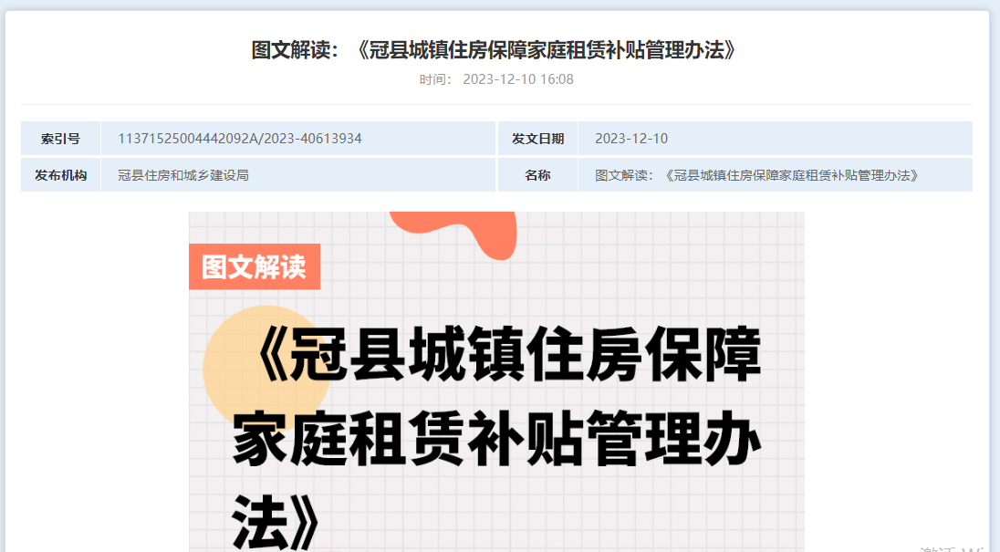 图文解读：《冠县城镇住房保障家庭租赁补贴管理办法》
时间： 2023-12-10 16:08
索引号 11371525004442092A/2023-40613934 发文日期 2023-12-10
发布机构 冠县住房和城乡建设局 名称 图文解读：《冠县城镇住房保障家庭租赁补贴管理办法》
图文解读
《冠县城镇住房保障
家庭租赁补贴管理办
法》